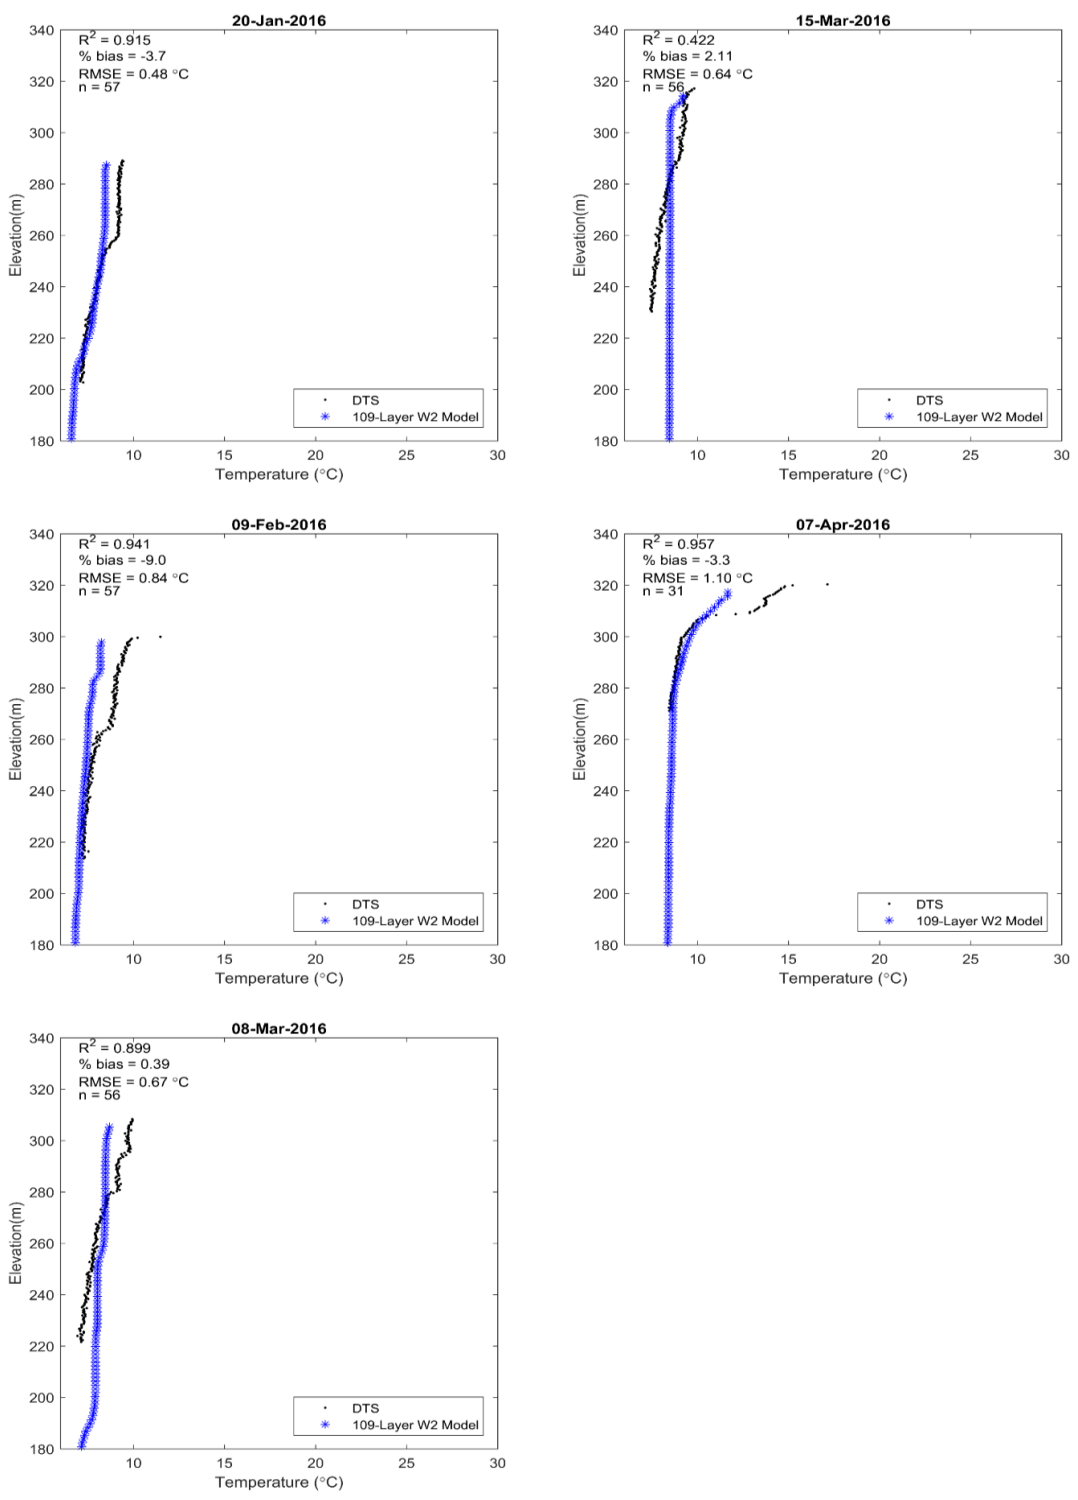 20-Jan-2016
R² = 0.915
% bias = -3.7
RMSE = 0.48 °C
n = 57
340
320
300
280
260
240
220
200
180
Elevation(m)
DTS
109-Layer W2 Model
10 15 20 25 30
Temperature (°C)
15-Mar-2016
R² = 0.422
% bias = 2.11
RMSE = 0.64 °C
n = 56
340
320
300
280
260
240
220
200
180
Elevation(m)
DTS
109-Layer W2 Model
10 15 20 25 30
Temperature (°C)
09-Feb-2016
R² = 0.941
% bias = -9.0
RMSE = 0.84 °C
n = 57
340
320
300
280
260
240
220
200
180
Elevation(m)
DTS
109-Layer W2 Model
10 15 20 25 30
Temperature (°C)
07-Apr-2016
R² = 0.957
% bias = -3.3
RMSE = 1.10 °C
n = 31
340
320
300
280
260
240
220
200
180
Elevation(m)
DTS
109-Layer W2 Model
10 15 20 25 30
Temperature (°C)
08-Mar-2016
R² = 0.899
% bias = 0.39
RMSE = 0.67 °C
n = 56
340
320
300
280
260
240
220
200
180
Elevation(m)
DTS
109-Layer W2 Model
10 15 20 25 30
Temperature (°C)